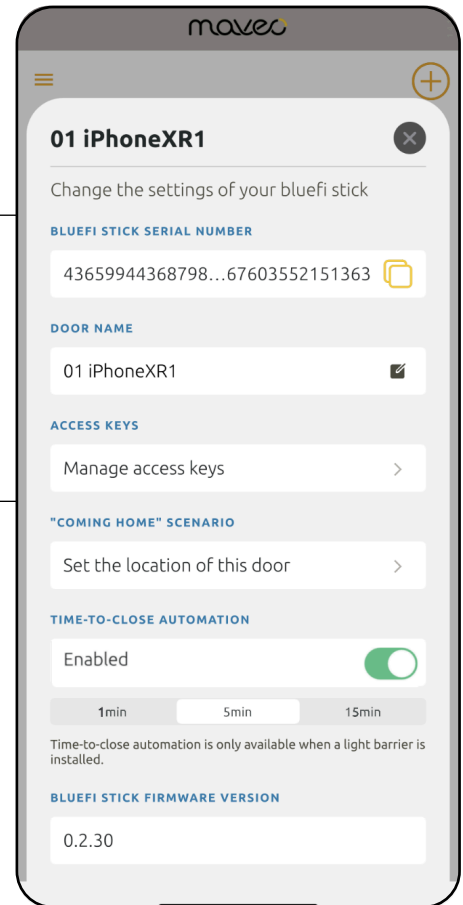 maveo
01 iPhoneXR1
Change the settings of your bluefi stick
BLUEFI STICK SERIAL NUMBER
43659944368798...67603552151363
DOOR NAME
01 iPhoneXR1
ACCESS KEYS
Manage access keys
"COMING HOME" SCENARIO
Set the location of this door
TIME-TO-CLOSE AUTOMATION
Enabled
1min 5min 15min
Time-to-close automation is only available when a light barrier is
installed.
BLUEFI STICK FIRMWARE VERSION
0.2.30